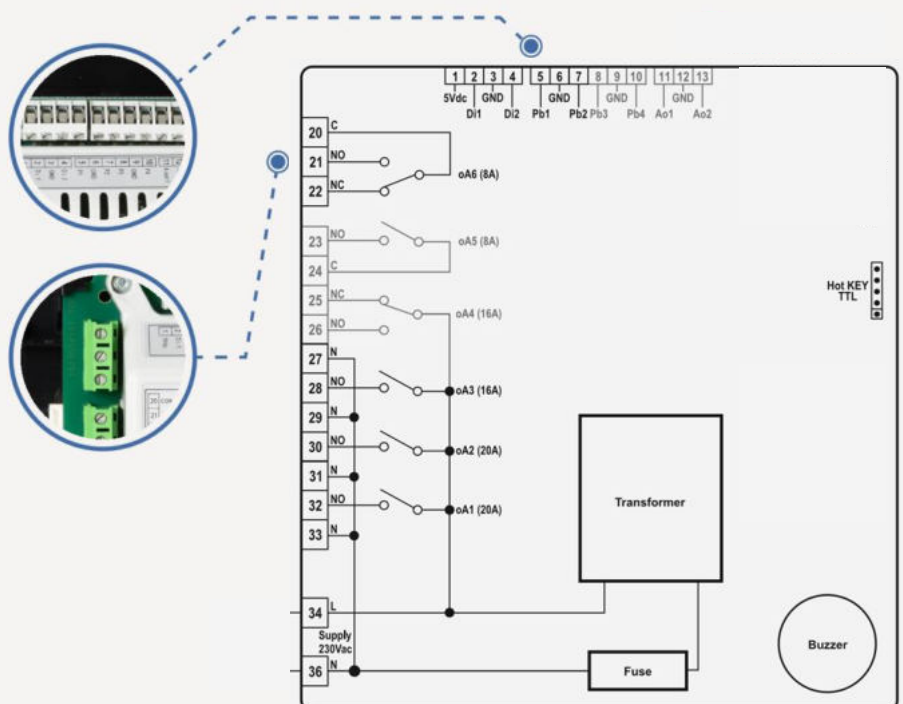 1 2 3 4 5 6 7 8 9 10 11 12 13
5Vdc GND GND GND GND
Di1 Di2 Pb1 Pb2 Pb3 Pb4 Ao1 Ao2
20 C
21 NO
22 NC
oA6 (8A)
23 NO
oA5 (8A)
24 C
25 NC
oA4 (16A)
26 NO
27 N
28 NO
oA3 (16A)
29 N
30 NO
oA2 (20A)
31 N
32 NO
oA1 (20A)
33 N
34 L
Supply
230Vac
36 N
Hot KEY
TTL
Transformer
Fuse
Buzzer